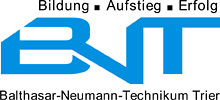 Bildung ■ Aufstieg ■ Erfolg
BNT
Balthasar-Neumann-Technikum Trier